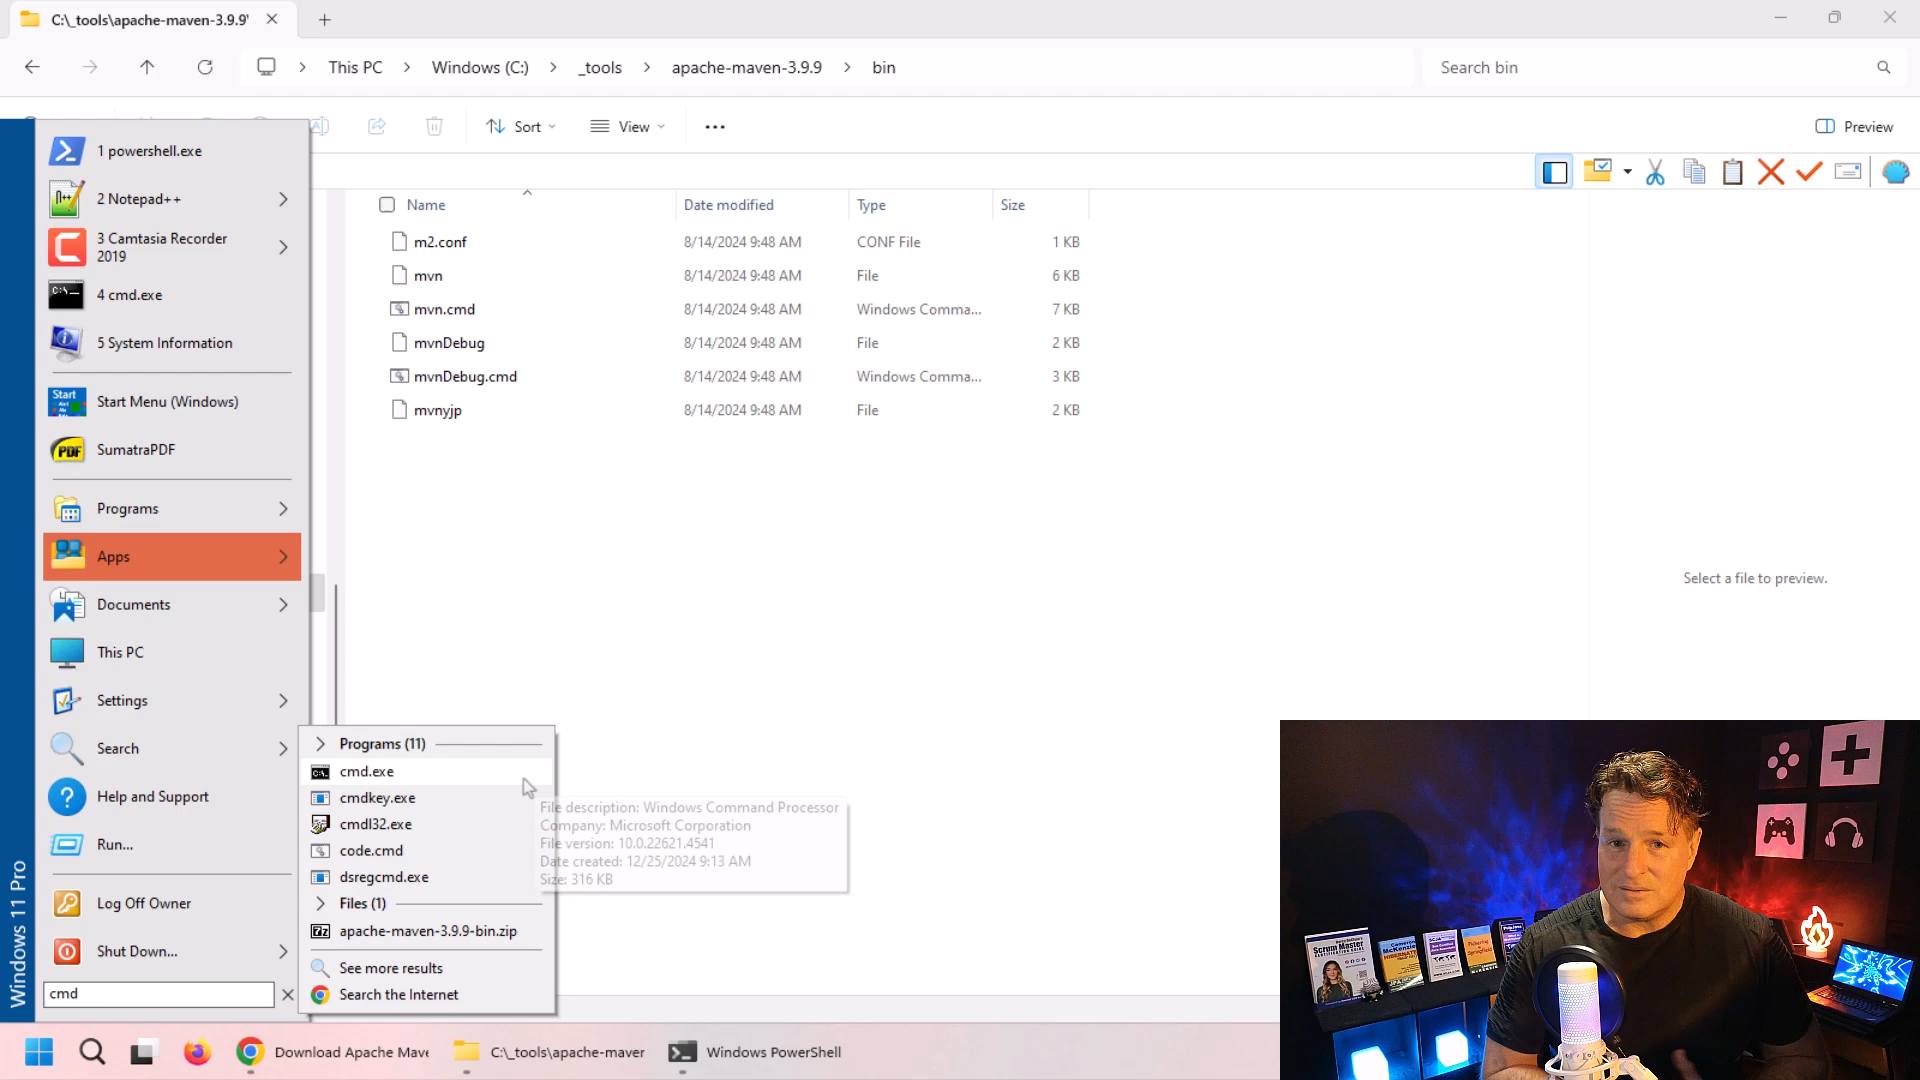 C:\_tools\apache-maven-3.9.9'
This PC
Windows (C:)
_tools
apache-maven-3.9.9
bin
Search bin
Sort
View
Preview
Name
Date modified
Type
Size
m2.conf 8/14/2024 9:48 AM CONF File 1 KB
mvn 8/14/2024 9:48 AM File 6 KB
mvn.cmd 8/14/2024 9:48 AM Windows Comma... 7 KB
mvnDebug 8/14/2024 9:48 AM File 2 KB
mvnDebug.cmd 8/14/2024 9:48 AM Windows Comma... 3 KB
mvnyjp 8/14/2024 9:48 AM File 2 KB
Select a file to preview.
1 powershell.exe
2 Notepad++
3 Camtasia Recorder
2019
4 cmd.exe
5 System Information
Start
Start Menu (Windows)
PDF
SumatraPDF
Programs
Apps
Documents
This PC
Settings
Search
Help and Support
Run...
Log Off Owner
Shut Down...
cmd
Windows 11 Pro
Programs (11)
cmd.exe
cmdkey.exe
cmdl32.exe
code.cmd
dsregcmd.exe
Files (1)
apache-maven-3.9.9-bin.zip
See more results
Search the Internet
File description: Windows Command Processor
Company: Microsoft Corporation
File version: 10.0.22621.4541
Date created: 12/25/2024 9:13 AM
Size: 316 KB
Scrum Master
Cameron
McKenzie
HIBERNATE
SCJA
Download Apache Mave
C:\_tools\apache-maver
Windows PowerShell